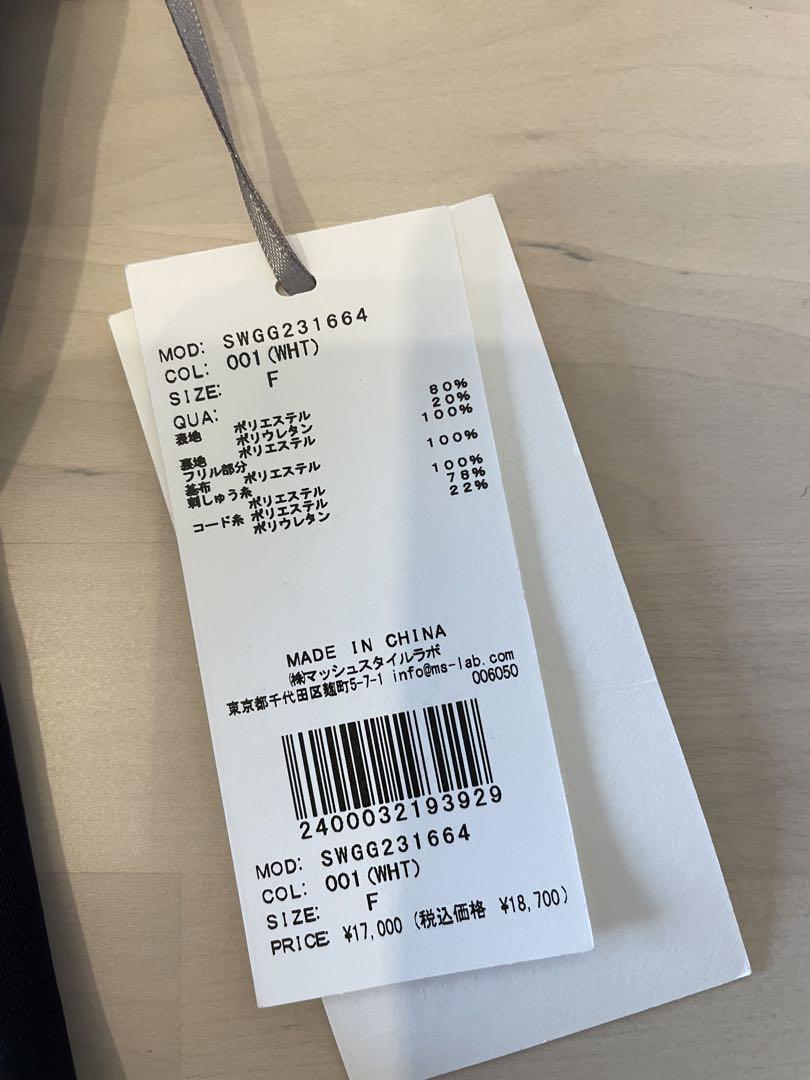 MOD: SWGG231664
COL: 001(WHT)
SIZE: F
QUA:
表地 ポリエステル 80%
ポリウレタン 20%
裏地 ポリエステル 100%
フリル部分
基布 ポリエステル 100%
刺しゅう糸
ポリエステル 100%
コード糸 ポリエステル 78%
ポリウレタン 22%
MADE IN CHINA
㈱マッシュスタイルラボ
東京都千代田区麹町5-7-1 info@ms-lab.com
006050
2400032193929
MOD: SWGG231664
COL: 001(WHT)
SIZE: F
PRICE: ¥17,000 (税込価格 ¥18,700)